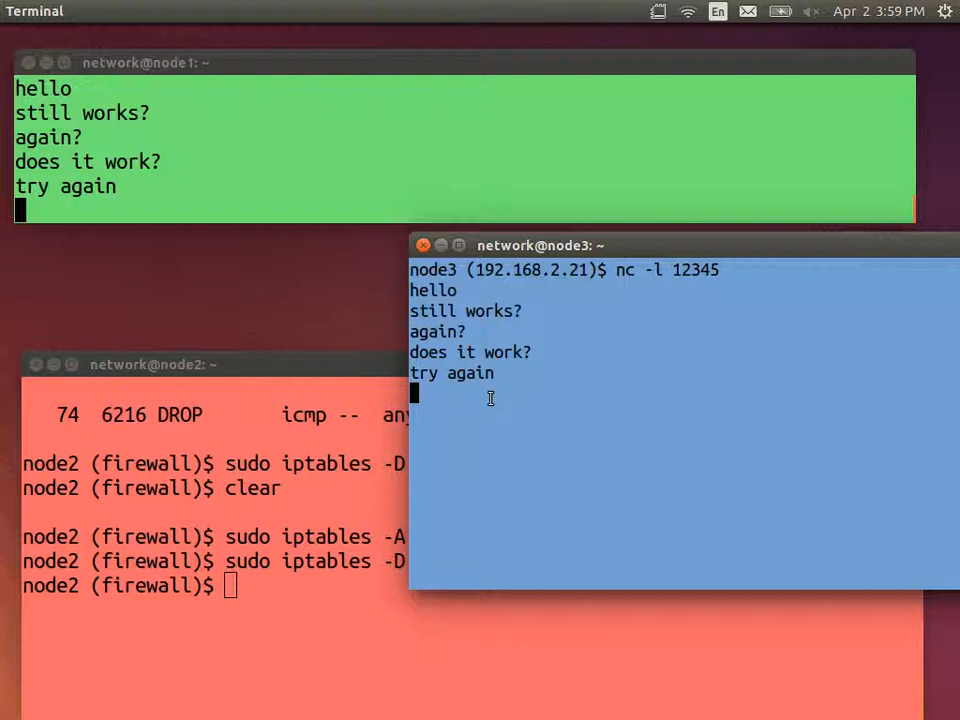 Terminal
En
Apr 2 3:59 PM
network@node1: ~
hello
still works?
again?
does it work?
try again
network@node3: ~
node3 (192.168.2.21)$ nc -l 12345
hello
still works?
again?
does it work?
try again
network@node2: ~
74 6216 DROP icmp -- any
node2 (firewall)$ sudo iptables -D
node2 (firewall)$ clear
node2 (firewall)$ sudo iptables -A
node2 (firewall)$ sudo iptables -D
node2 (firewall)$